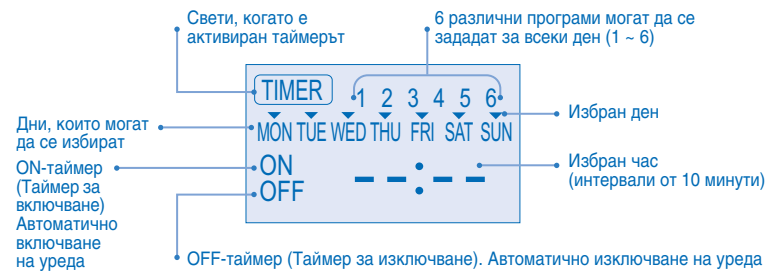 Свети, когато е
активиран таймерът
6 различни програми могат да се
зададат за всеки ден (1 ~ 6)
TIMER
1 2 3 4 5 6
MON TUE WED THU FRI SAT SUN
ON
OFF
--:--
Избран ден
Избран час
(интервали от 10 минути)
Дни, които могат
да се избират
ON-таймер
(Таймер за
включване)
Автоматично
включване
на уреда
OFF-таймер (Таймер за изключване). Автоматично изключване на уреда